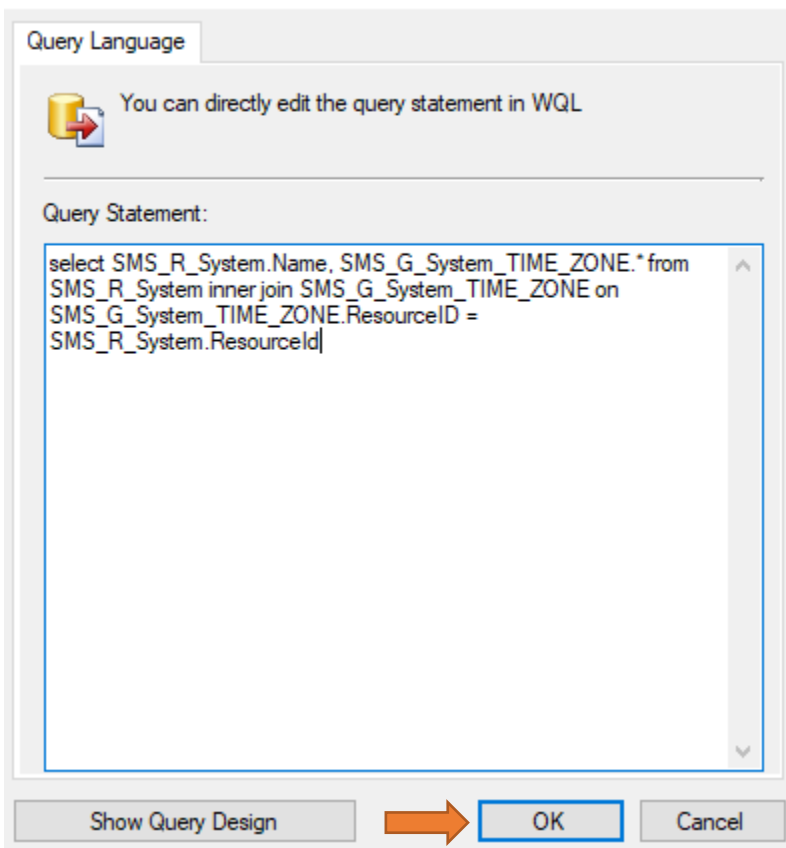 Query Language
You can directly edit the query statement in WQL
Query Statement:
select SMS_R_System.Name, SMS_G_System_TIME_ZONE.* from
SMS_R_System inner join SMS_G_System_TIME_ZONE on
SMS_G_System_TIME_ZONE.ResourceID =
SMS_R_System.ResourceId
Show Query Design
OK
Cancel